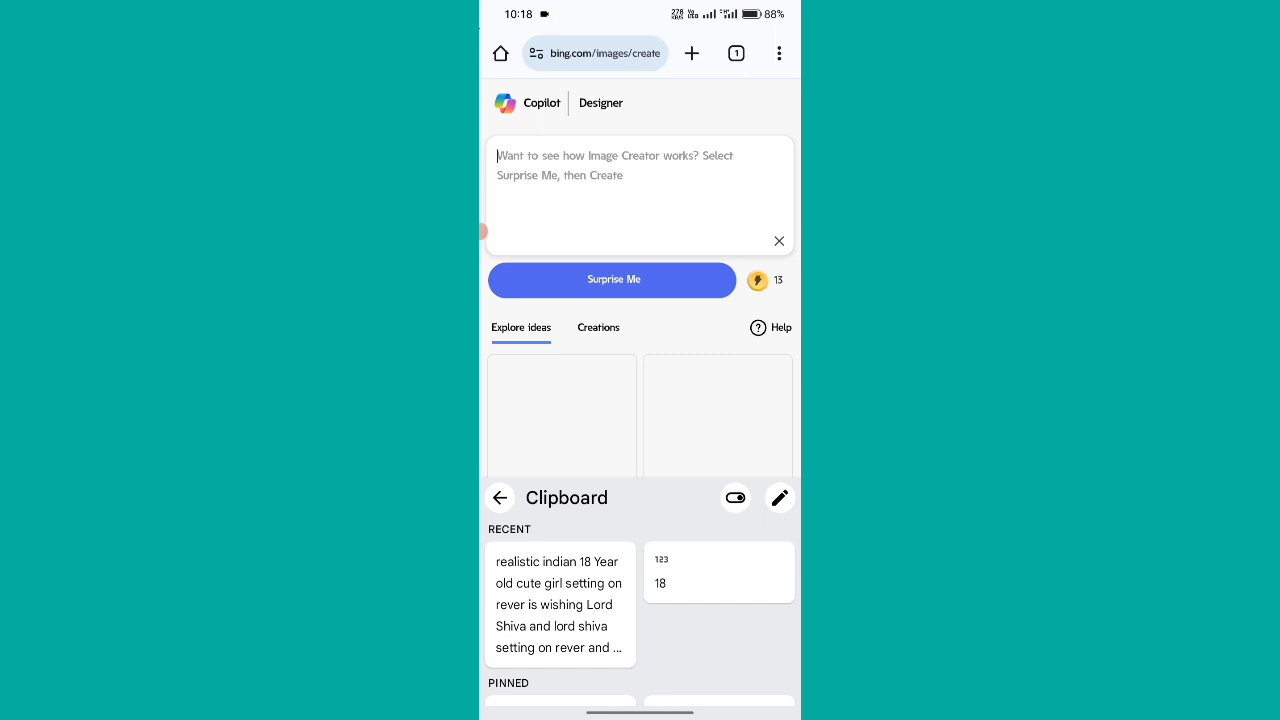 10:18
278 KB/S
88%
bing.com/images/create
1
Copilot
Designer
Want to see how Image Creator works? Select
Surprise Me, then Create
Surprise Me
13
Explore ideas
Creations
? Help
Clipboard
RECENT
realistic indian 18 Year
old cute girl setting on
rever is wishing Lord
Shiva and lord shiva
setting on rever and ...
123
18
PINNED